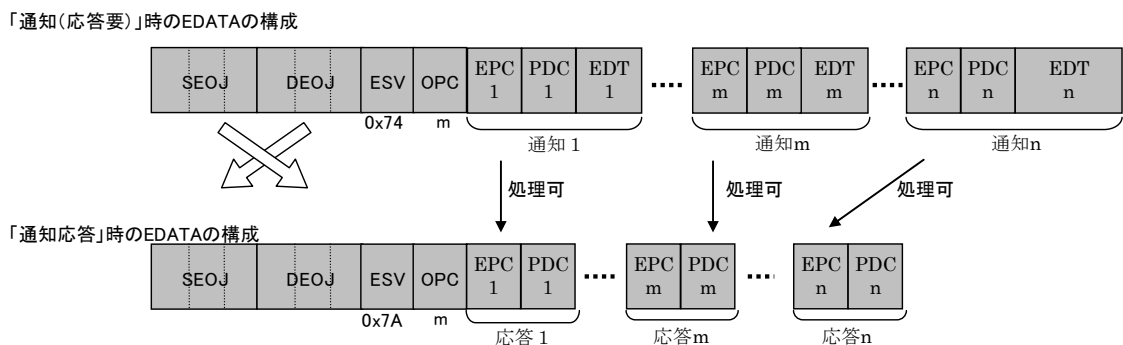 「通知(応答要)」時のEDATAの構成
SEOJ DEOJ ESV OPC EPC 1 PDC 1 EDT 1 ‥‥ EPC m PDC m EDT m ‥‥ EPC n PDC n EDT n
0x74 m 通知1 通知m 通知n
処理可 処理可 処理可
「通知応答」時のEDATAの構成
SEOJ DEOJ ESV OPC EPC 1 PDC 1 ‥‥ EPC m PDC m ‥‥ EPC n PDC n
0x7A m 応答1 応答m 応答n